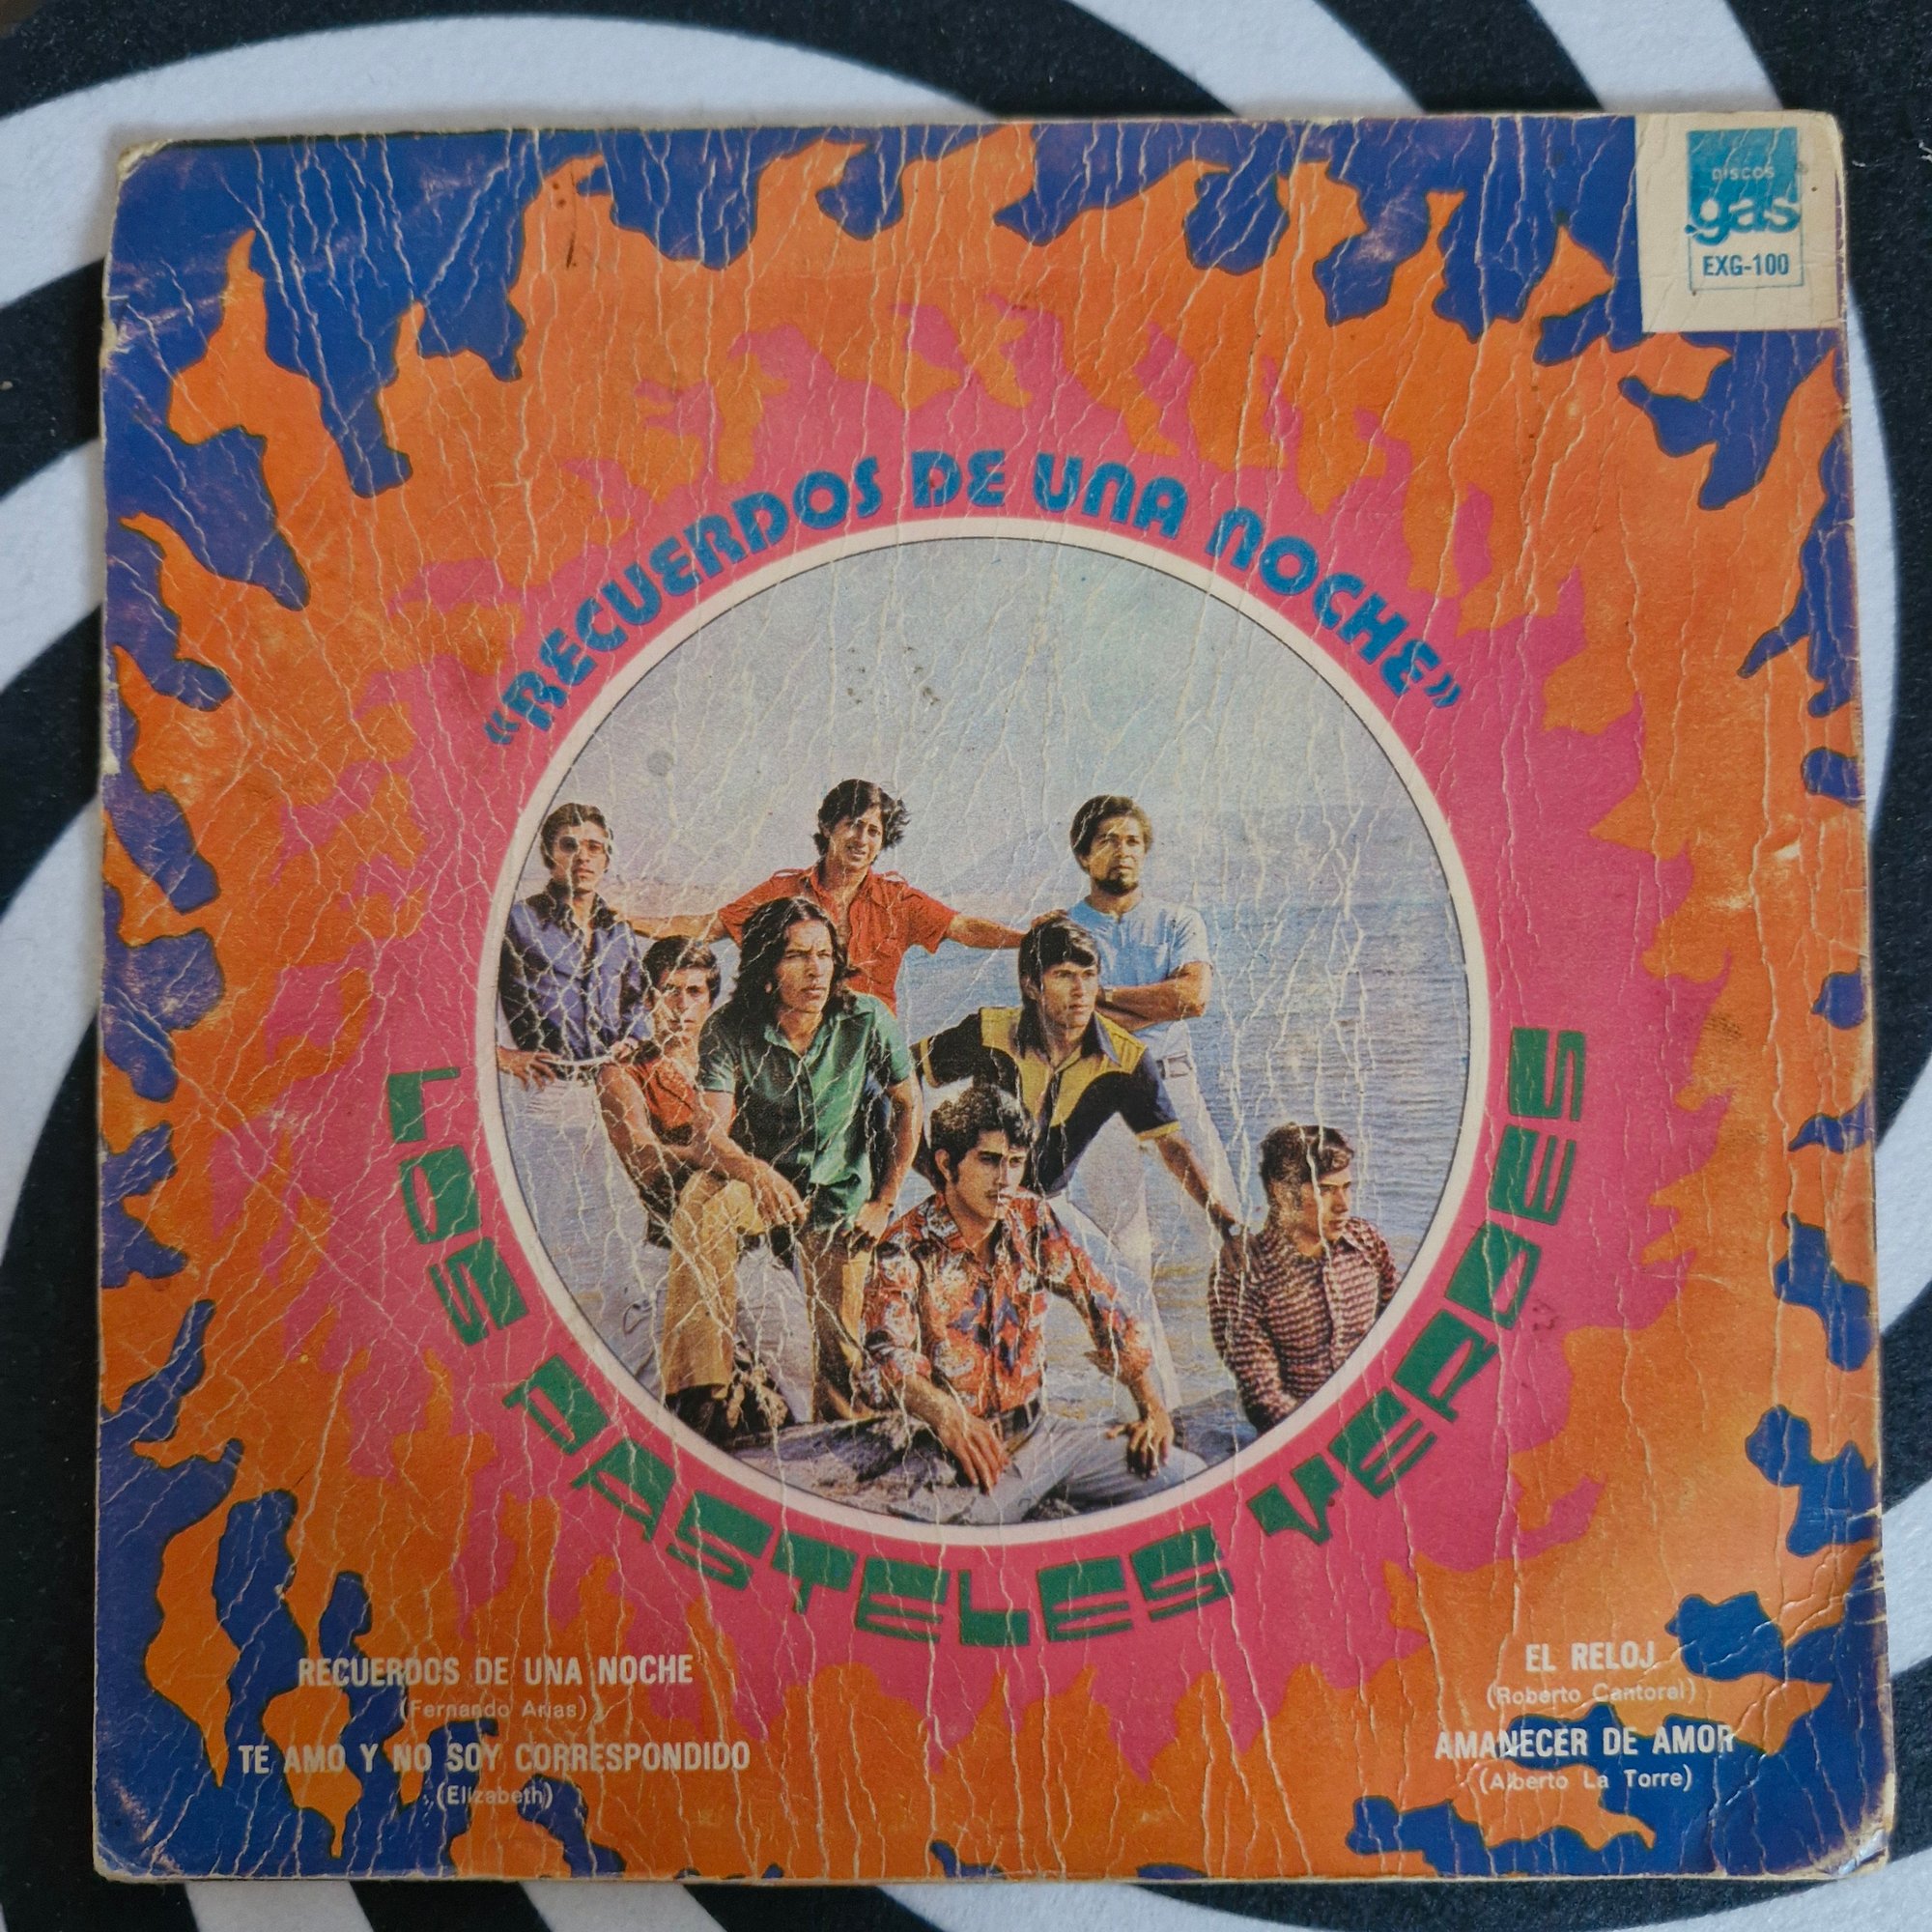 DISCOS
gas
EXG-100
"RECUERDOS DE UNA NOCHE"
LOS PASTELES VERDES
RECUERDOS DE UNA NOCHE
(Fernando Arias)
TE AMO Y NO SOY CORRESPONDIDO
(Elizabeth)
EL RELOJ
(Roberto Cantoral)
AMANECER DE AMOR
(Alberto La Torre)